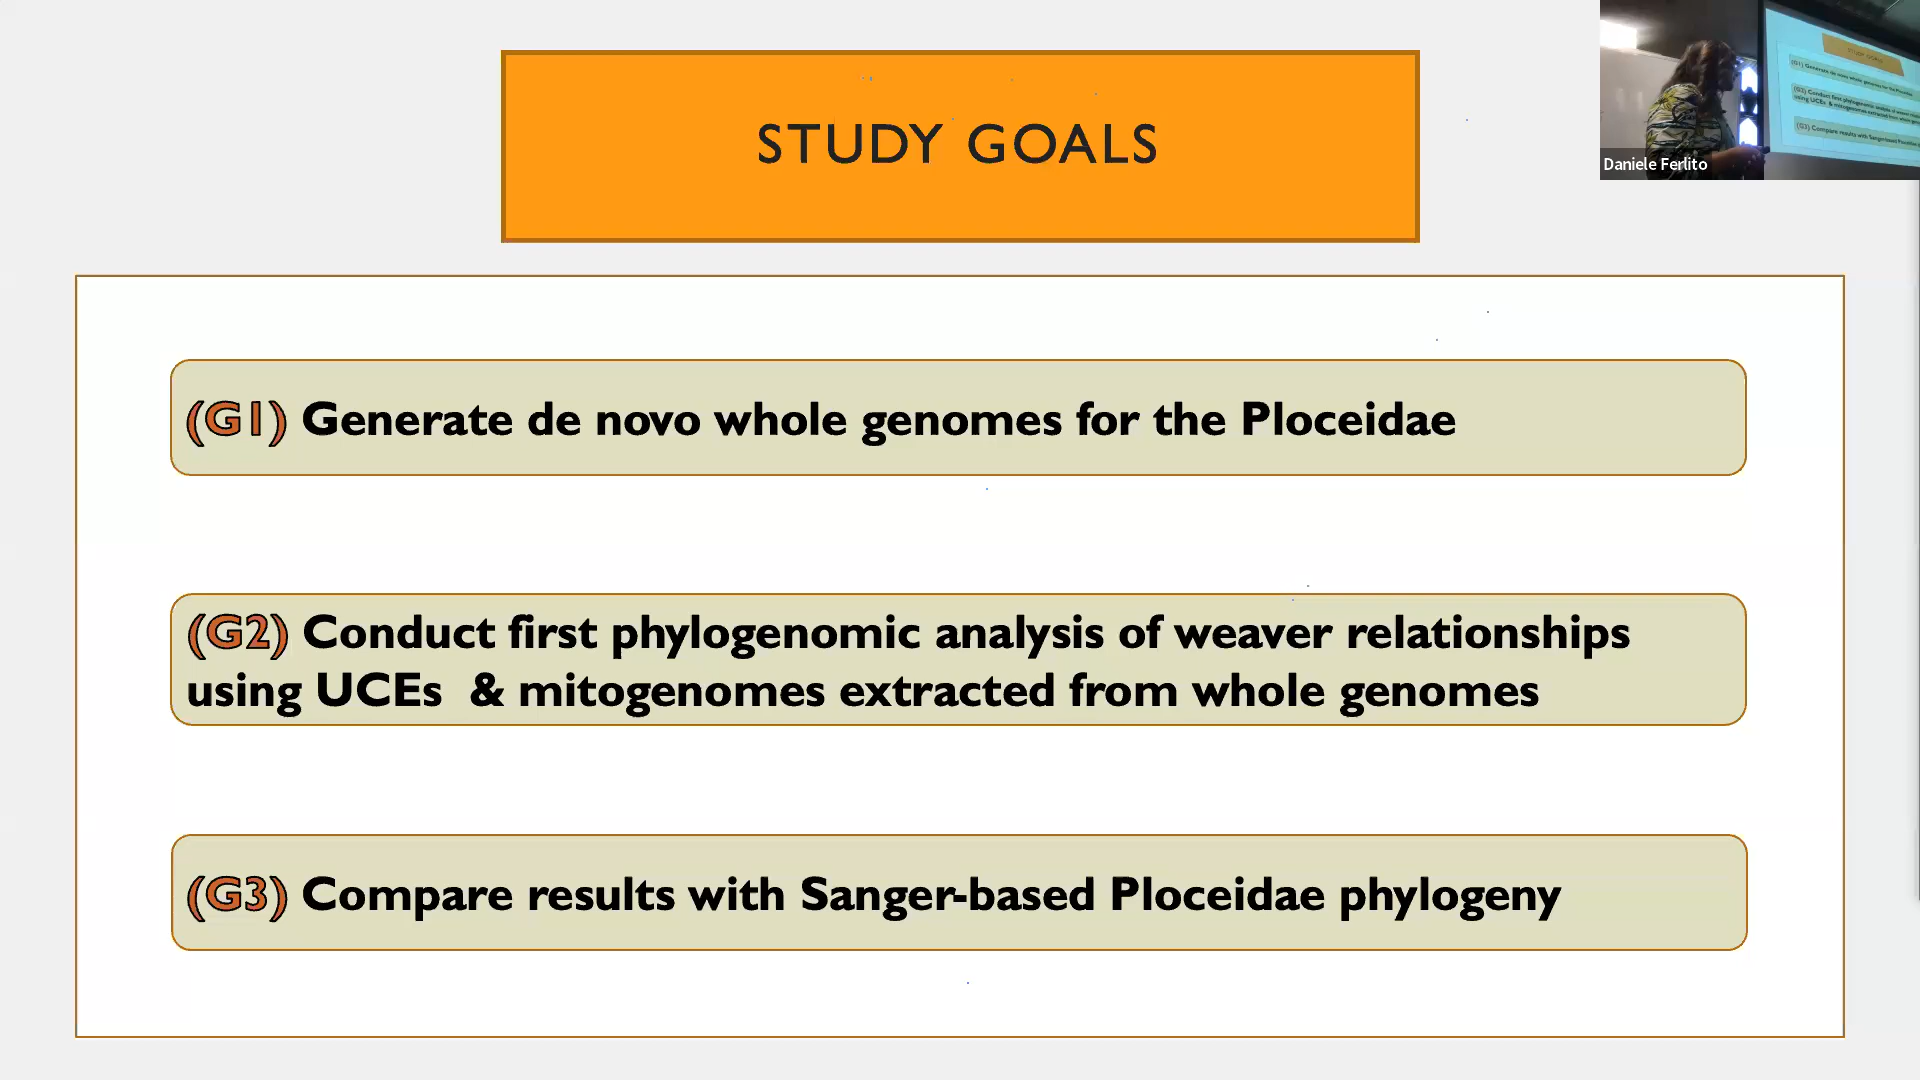 STUDY GOALS
Daniele Ferlito
(G1) Generate de novo whole genomes for the Ploceidae
(G2) Conduct first phylogenomic analysis of weaver relationships
using UCEs & mitogenomes extracted from whole genomes
(G3) Compare results with Sanger-based Ploceidae phylogeny